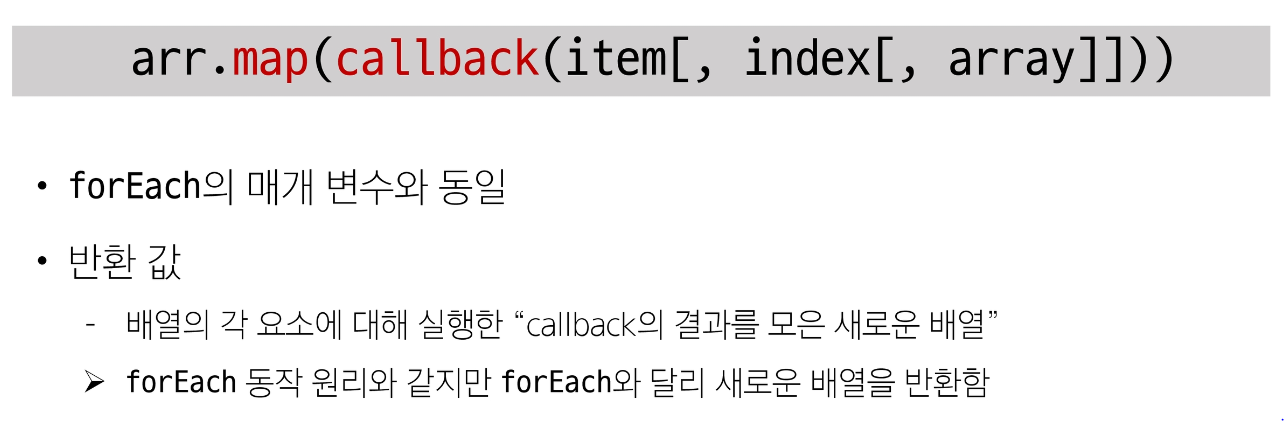 arr.map(callback(item[, index[, array]]))
• forEach의 매개 변수와 동일
• 반환 값
- 배열의 각 요소에 대해 실행한 “callback의 결과를 모은 새로운 배열”
➢ forEach 동작 원리와 같지만 forEach와 달리 새로운 배열을 반환함